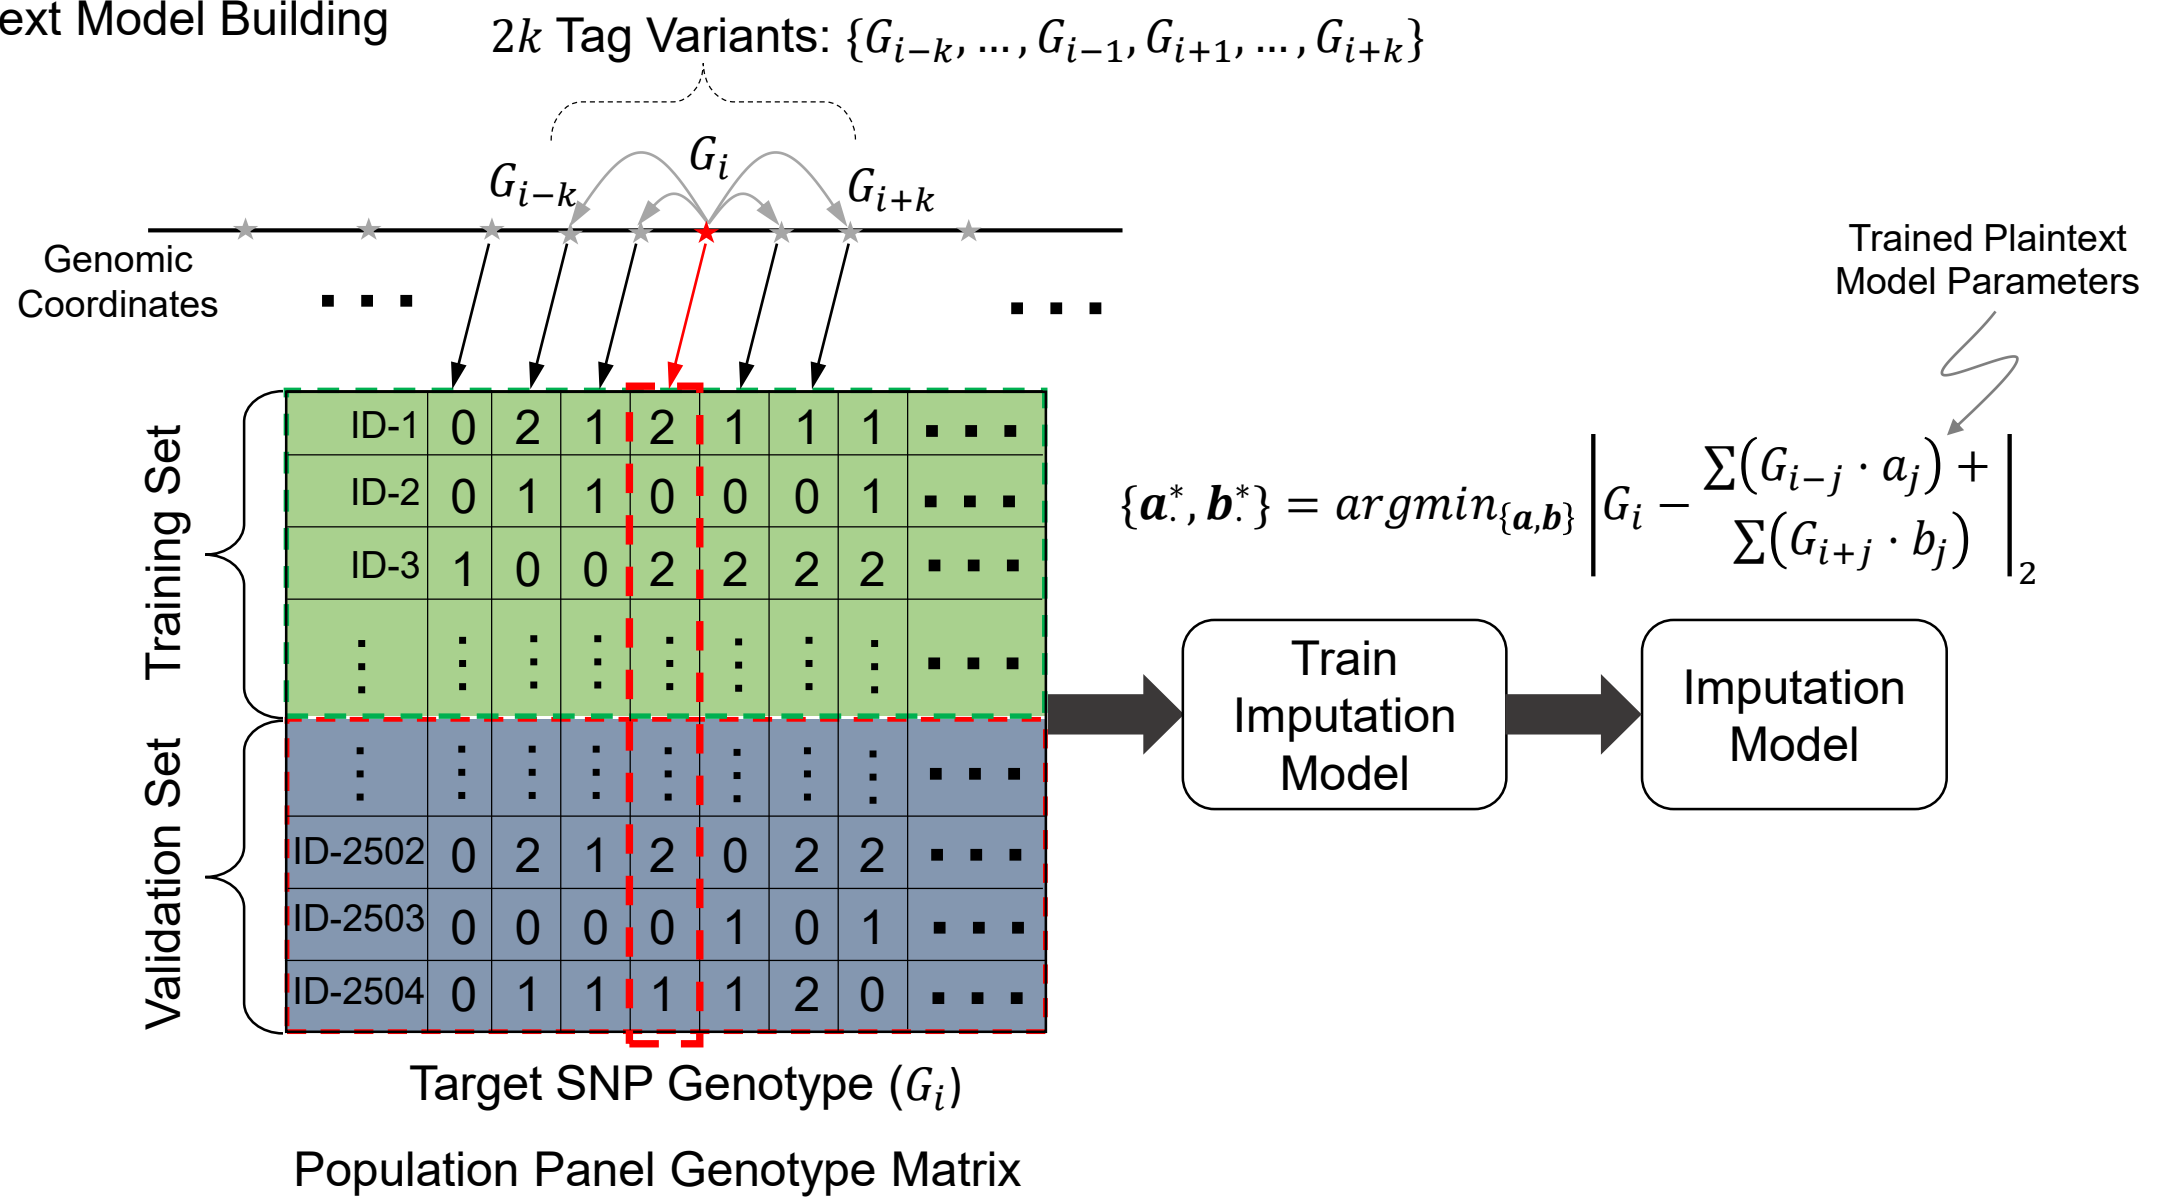 ext Model Building
2k Tag Variants: {G_{i−k}, … , G_{i−1}, G_{i+1}, … , G_{i+k}}
G_i
G_{i−k}
G_{i+k}
Genomic
Coordinates
Trained Plaintext
Model Parameters
Training Set
ID-1 0 2 1 2 1 1 1 ...
ID-2 0 1 1 0 0 0 1 ...
ID-3 1 0 0 2 2 2 2 ...
Validation Set
ID-2502 0 2 1 2 0 2 2 ...
ID-2503 0 0 0 0 1 0 1 ...
ID-2504 0 1 1 1 1 2 0 ...
{a.*, b.*} = argmin_{{a,b}} |G_i − ∑(G_{i−j} · a_j) +
∑(G_{i+j} · b_j)|_2
Train
Imputation
Model
Imputation
Model
Target SNP Genotype (G_i)
Population Panel Genotype Matrix